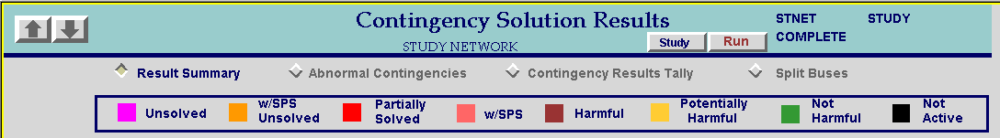 Contingency Solution Results
STNET STUDY
STUDY NETWORK
Study Run
COMPLETE
Result Summary Abnormal Contingencies Contingency Results Tally Split Buses
Unsolved
w/SPS
Unsolved
Partially
Solved
w/SPS
Harmful
Potentially
Harmful
Not
Harmful
Not
Active